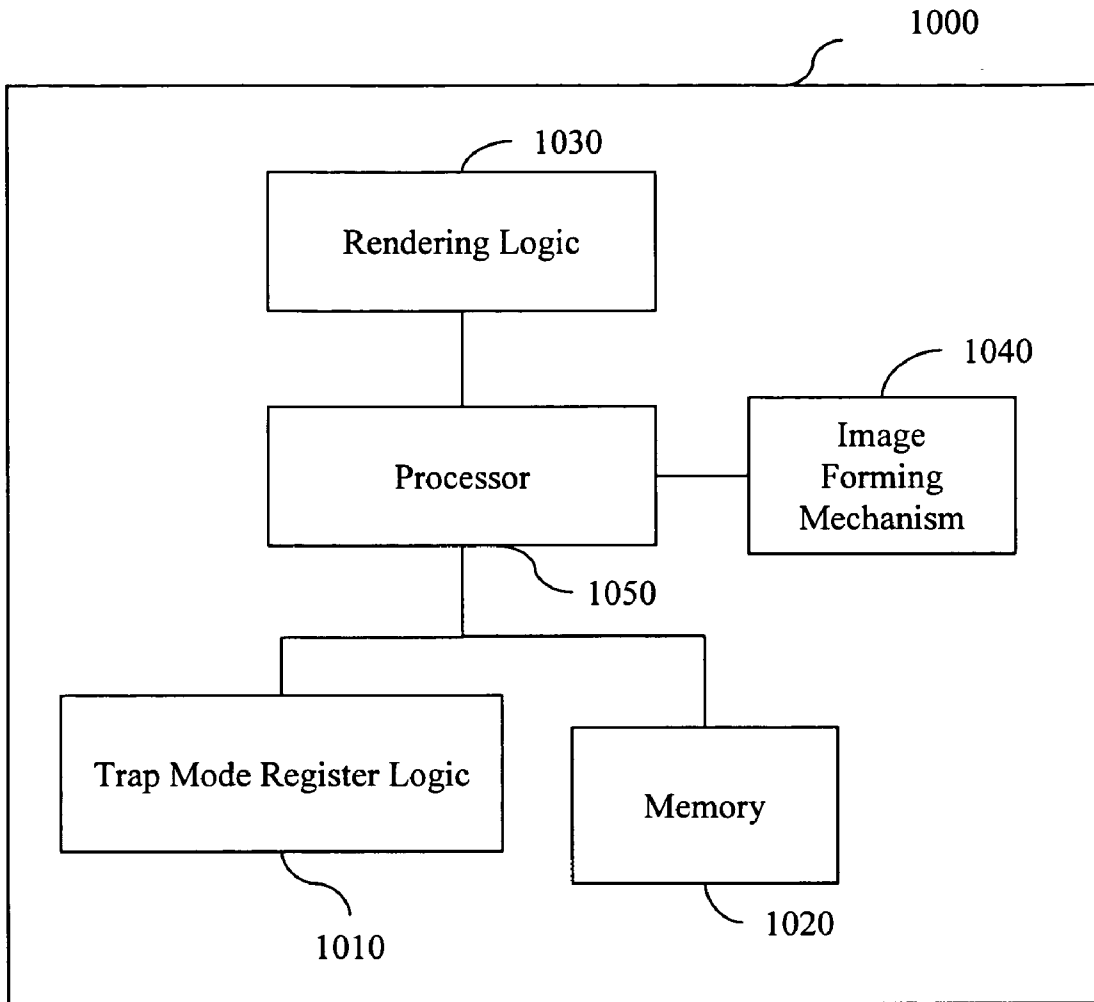 1000
1030
Rendering Logic
1040
Image
Forming
Mechanism
Processor
1050
Trap Mode Register Logic
Memory
1010
1020